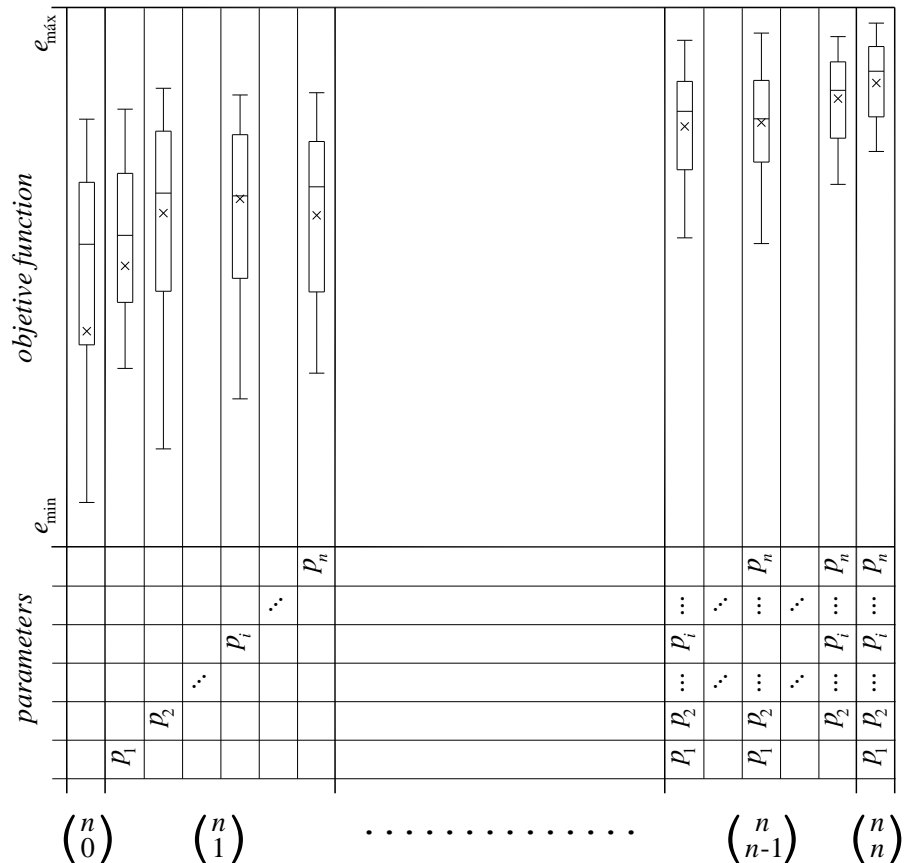 e_máx
objetive function
e_min
p_n p_n p_n p_n
⋰ ⋮ ⋰ ⋮ ⋰ ⋮ ⋮
parameters
p_i p_i p_i p_i
⋰ ⋮ ⋰ ⋮ ⋰ ⋮ ⋮
p_2 p_2 p_2 p_2 p_2
p_1 p_1 p_1 p_1
(n 0) (n 1) . . . . . . . . . . . . . . . (n n-1) (n n)